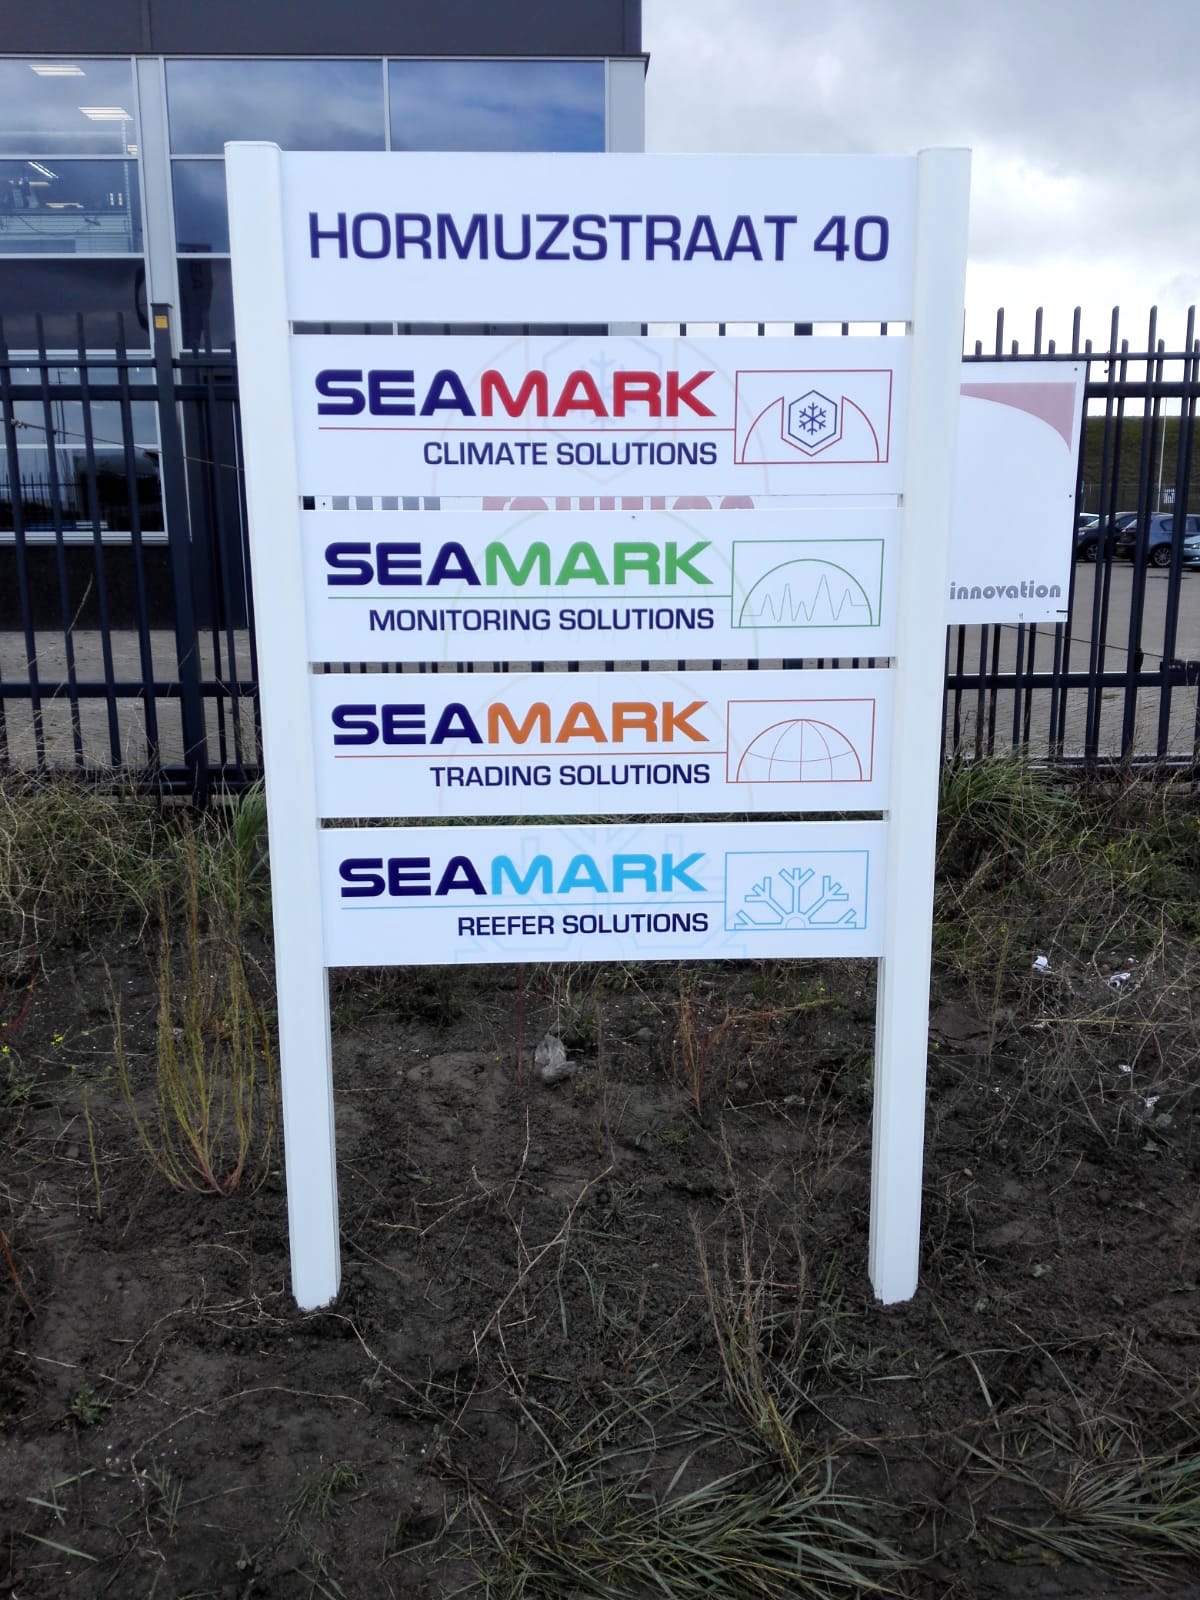 HORMUZSTRAAT 40
SEAMARK
CLIMATE SOLUTIONS
SEAMARK
MONITORING SOLUTIONS
innovation
SEAMARK
TRADING SOLUTIONS
SEAMARK
REEFER SOLUTIONS